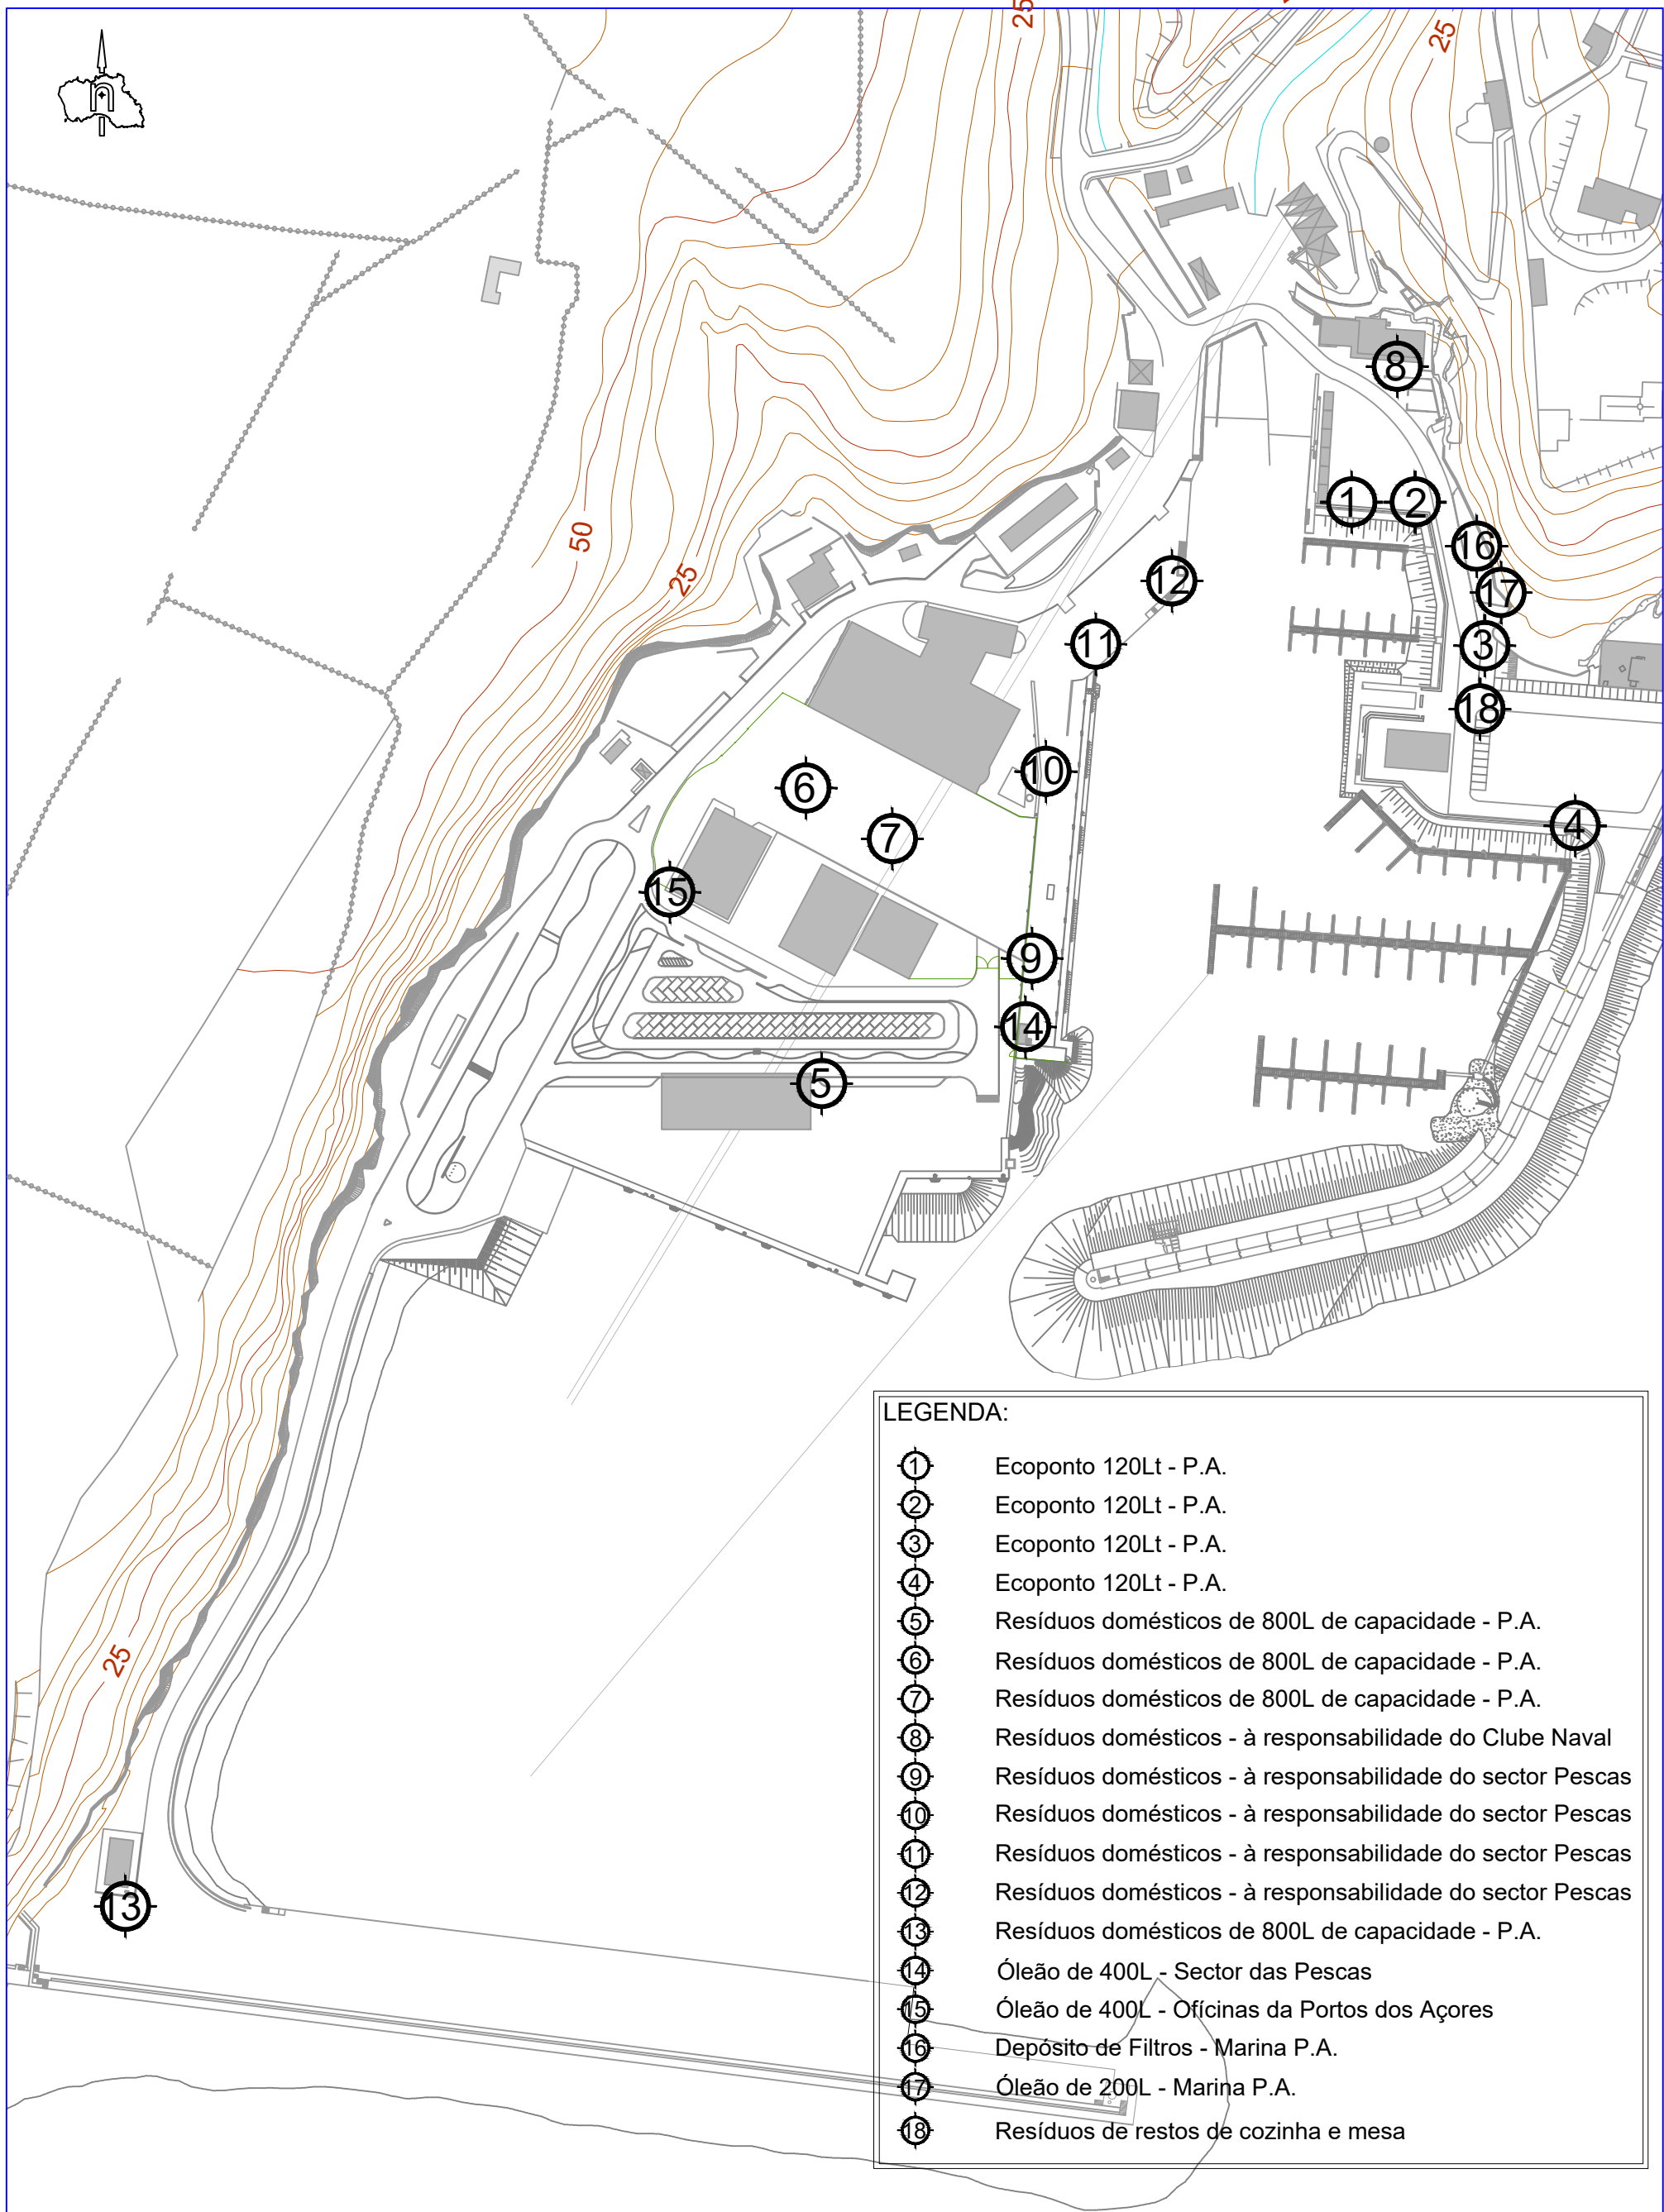 25
25
50
25
8
1
2
16
12
17
11
3
18
10
6
4
7
15
9
14
5
25
13
LEGENDA:
1 Ecoponto 120Lt - P.A.
2 Ecoponto 120Lt - P.A.
3 Ecoponto 120Lt - P.A.
4 Ecoponto 120Lt - P.A.
5 Resíduos domésticos de 800L de capacidade - P.A.
6 Resíduos domésticos de 800L de capacidade - P.A.
7 Resíduos domésticos de 800L de capacidade - P.A.
8 Resíduos domésticos - à responsabilidade do Clube Naval
9 Resíduos domésticos - à responsabilidade do sector Pescas
10 Resíduos domésticos - à responsabilidade do sector Pescas
11 Resíduos domésticos - à responsabilidade do sector Pescas
12 Resíduos domésticos - à responsabilidade do sector Pescas
13 Resíduos domésticos de 800L de capacidade - P.A.
14 Óleão de 400L - Sector das Pescas
15 Óleão de 400L - Ofícinas da Portos dos Açores
16 Depósito de Filtros - Marina P.A.
17 Óleão de 200L - Marina P.A.
18 Resíduos de restos de cozinha e mesa